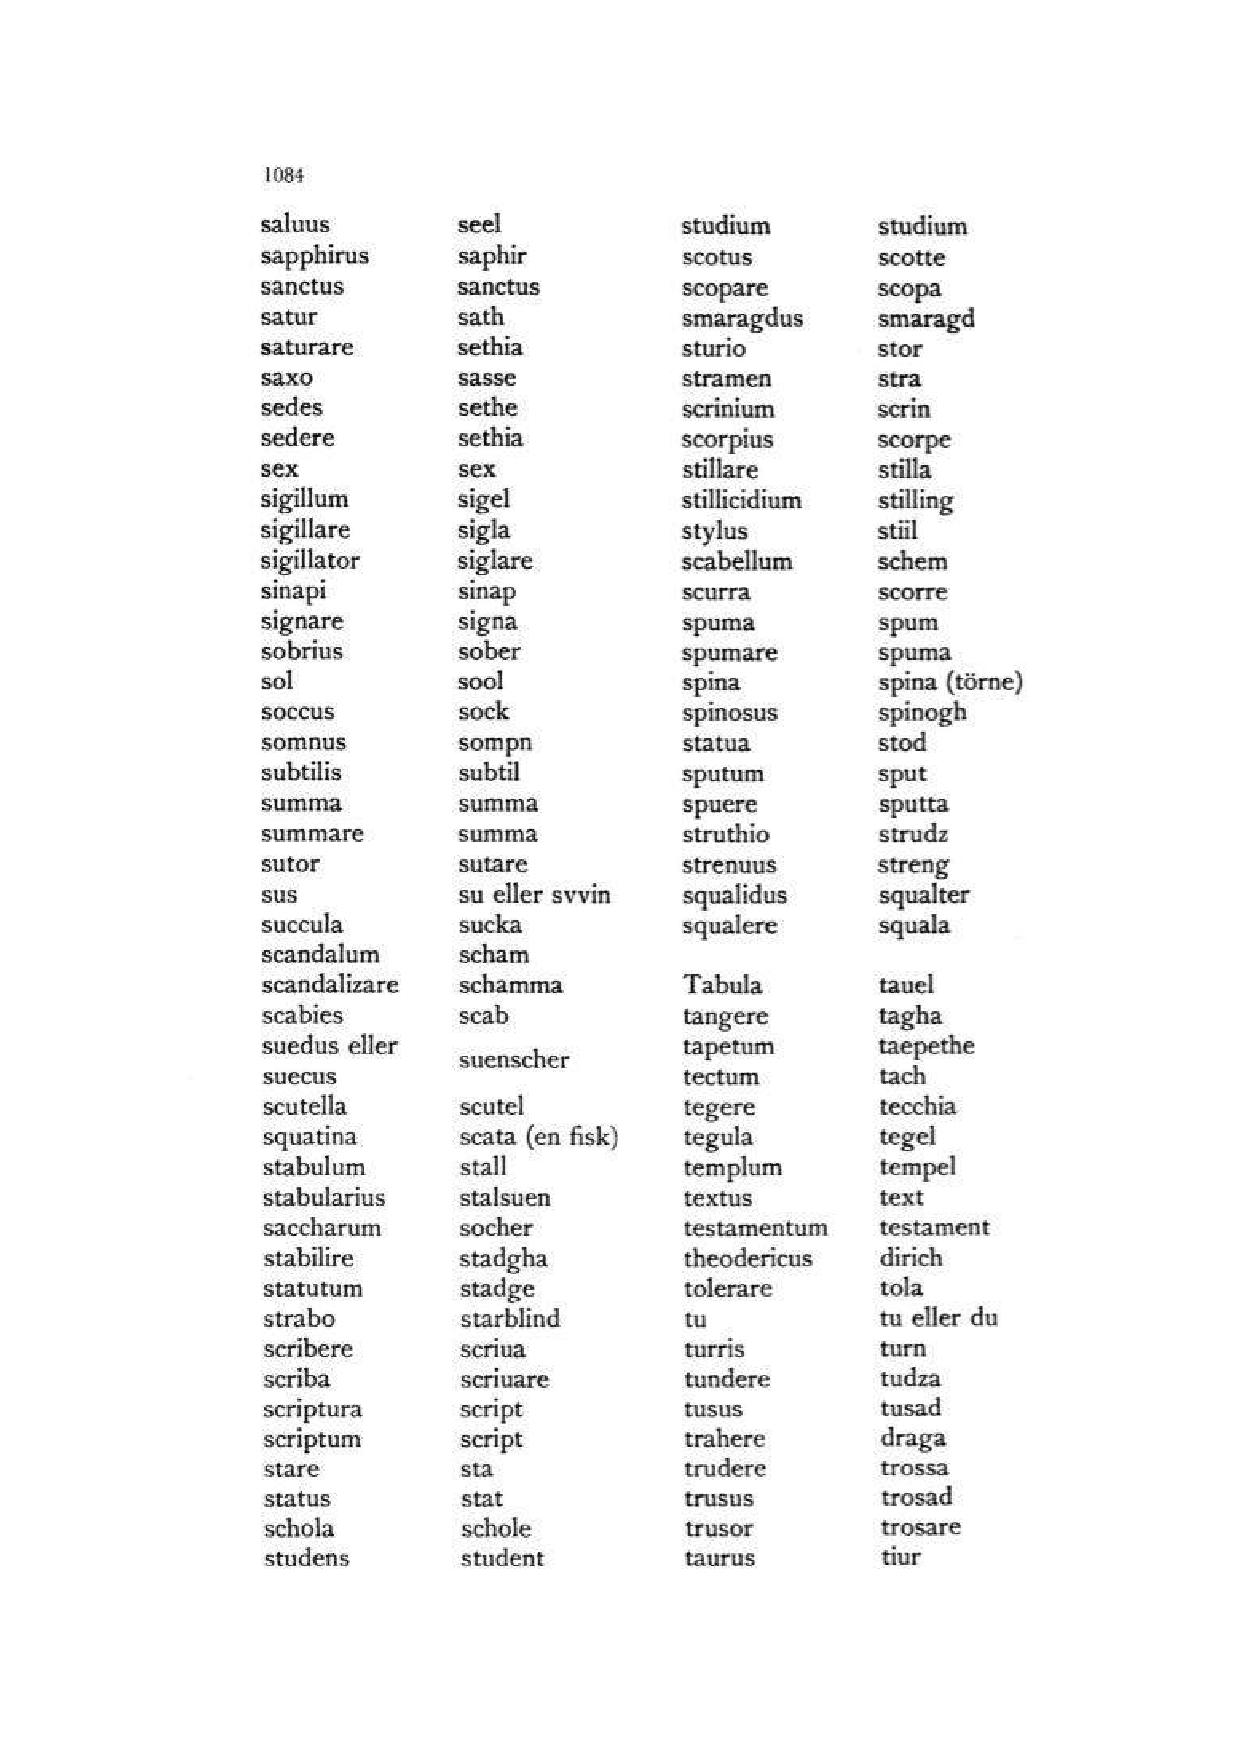 1084
saluus seel
sapphirus saphir
sanctus sanctus
satur sath
saturare sethia
saxo sasse
sedes sethe
sedere sethia
sex sex
sigillum sigel
sigillare sigla
sigillator siglare
sinapi sinap
signare signa
sobrius sober
sol sool
soccus sock
somnus sompn
subtilis subtil
summa summa
summare summa
sutor sutare
sus su eller svvin
succula sucka
scandalum scham
scandalizare schamma
scabies scab
suedus eller
suecus suenscher
scutella scutel
squatina scata (en fisk)
stabulum stall
stabularius stalsuen
saccharum socher
stabilire stadgha
statutum stadge
strabo starblind
scribere scriua
scriba scriuare
scriptura script
scriptum script
stare sta
status stat
schola schole
studens student
studium studium
scotus scotte
scopare scopa
smaragdus smaragd
sturio stor
stramen stra
scrinium scrin
scorpius scorpe
stillare stilla
stillicidium stilling
stylus stiil
scabellum schem
scurra scorre
spuma spum
spumare spuma
spina spina (törne)
spinosus spinogh
statua stod
sputum sput
spuere sputta
struthio strudz
strenuus streng
squalidus squalter
squalere squala
Tabula tauel
tangere tagha
tapetum taepethe
tectum tach
tegere tecchia
tegula tegel
templum tempel
textus text
testamentum testament
theodericus dirich
tolerare tola
tu tu eller du
turris turn
tundere tudza
tusus tusad
trahere draga
trudere trossa
trusus trosad
trusor trosare
taurus tiur